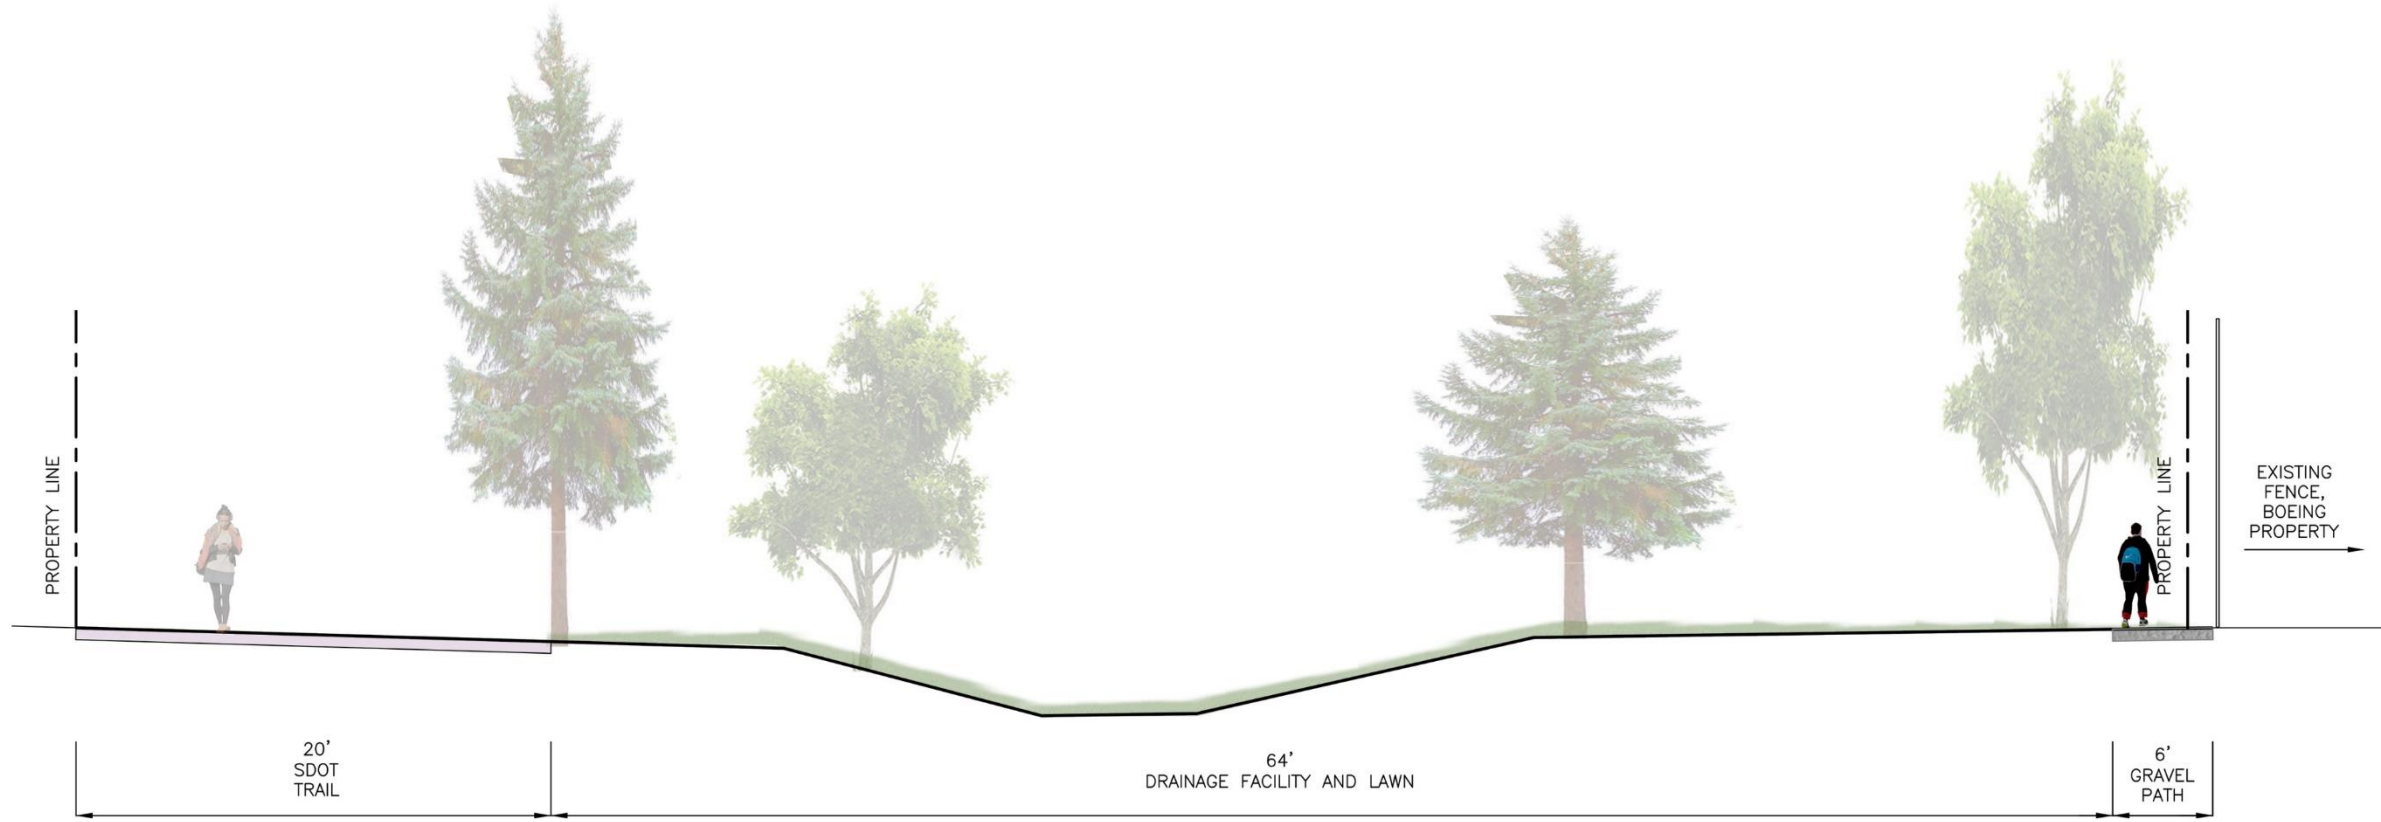 PROPERTY LINE
PROPERTY LINE
EXISTING
FENCE,
BOEING
PROPERTY
20'
SDOT
TRAIL
64'
DRAINAGE FACILITY AND LAWN
6'
GRAVEL
PATH